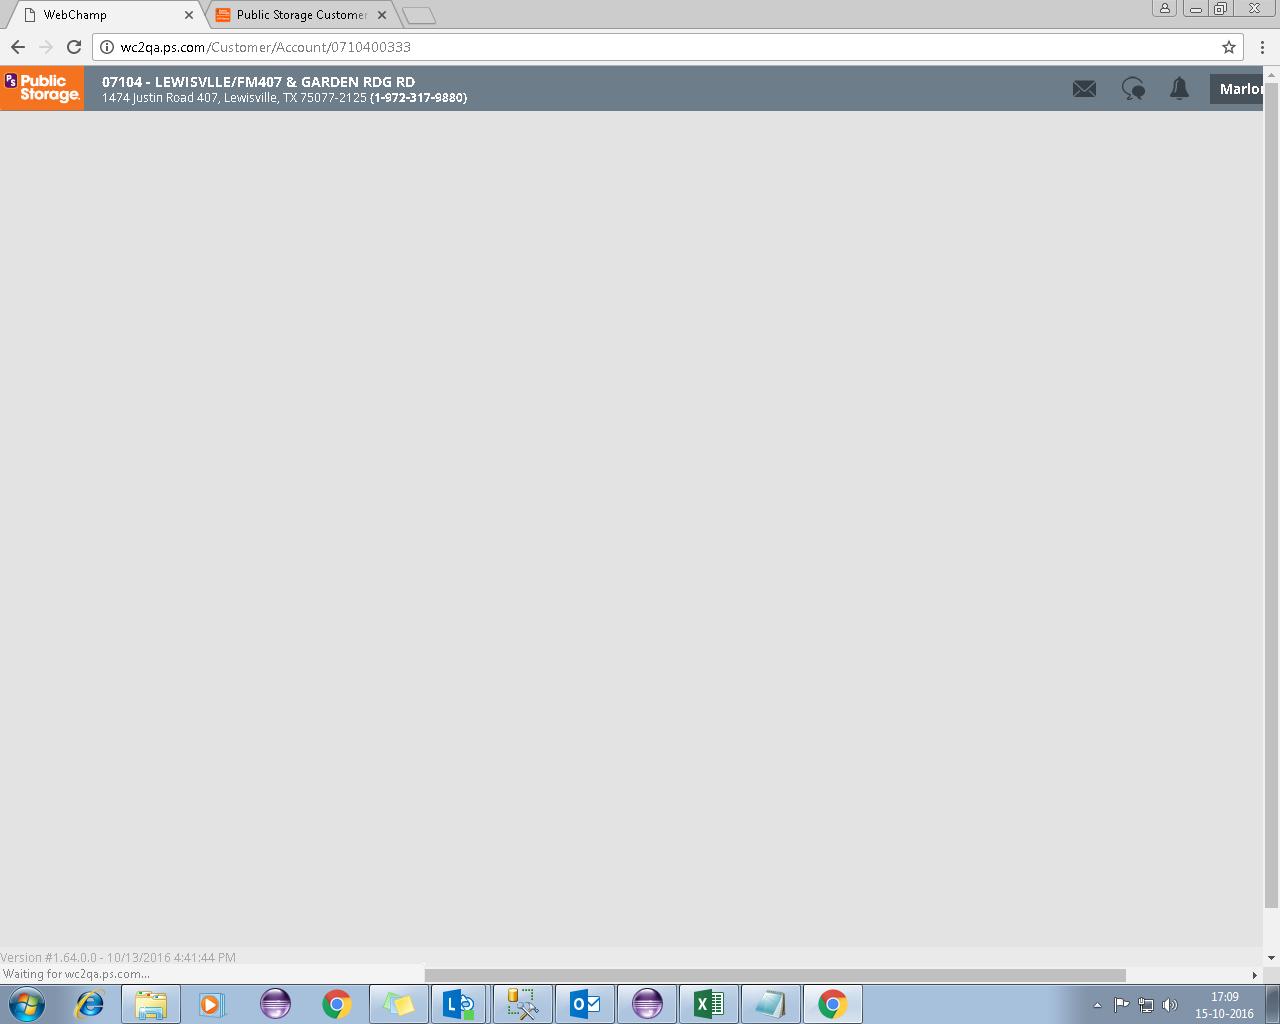 WebChamp
Public Storage Customer
wc2qa.ps.com/Customer/Account/0710400333
PS Public Storage.
07104 - LEWISVLLE/FM407 & GARDEN RDG RD
1474 Justin Road 407, Lewisville, TX 75077-2125 (1-972-317-9880)
Marlo
Version #1.64.0.0 - 10/13/2016 4:41:44 PM
Waiting for wc2qa.ps.com...
17:09
15-10-2016